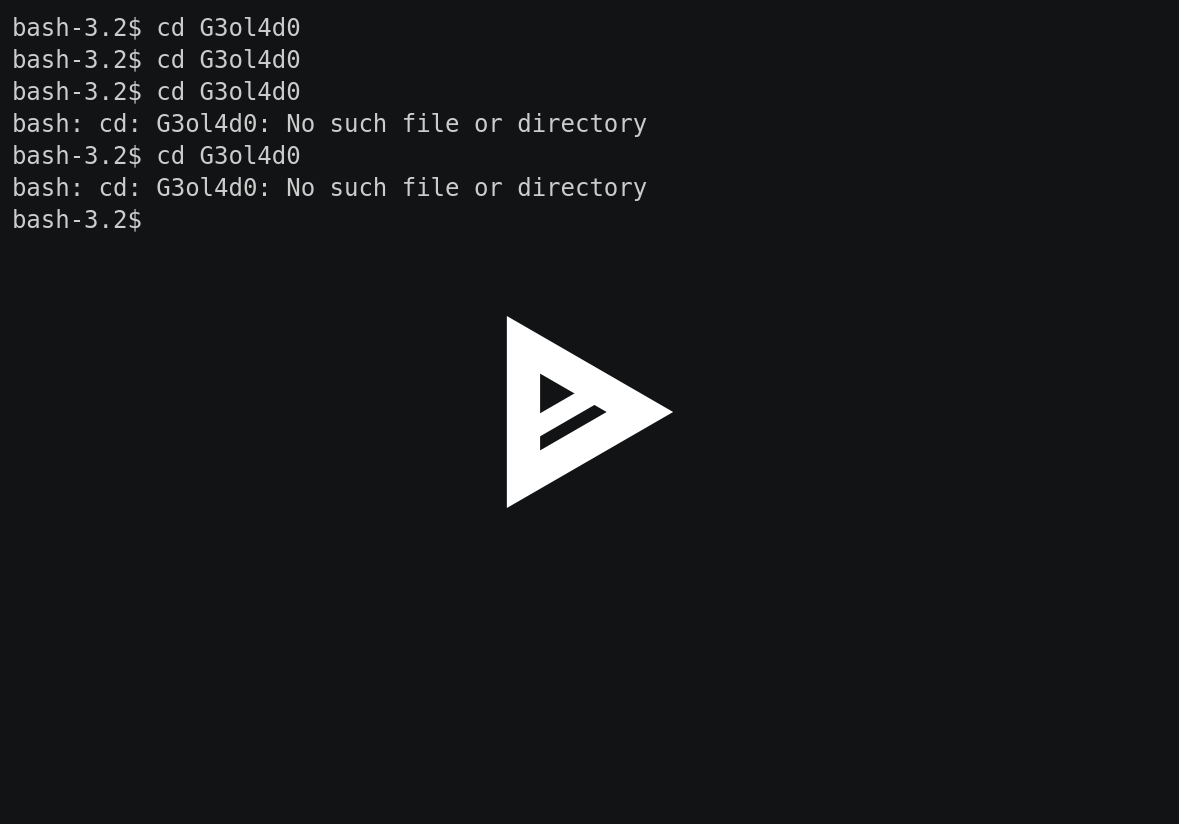 bash-3.2$ cd G3ol4d0
bash-3.2$ cd G3ol4d0
bash-3.2$ cd G3ol4d0
bash: cd: G3ol4d0: No such file or directory
bash-3.2$ cd G3ol4d0
bash: cd: G3ol4d0: No such file or directory
bash-3.2$